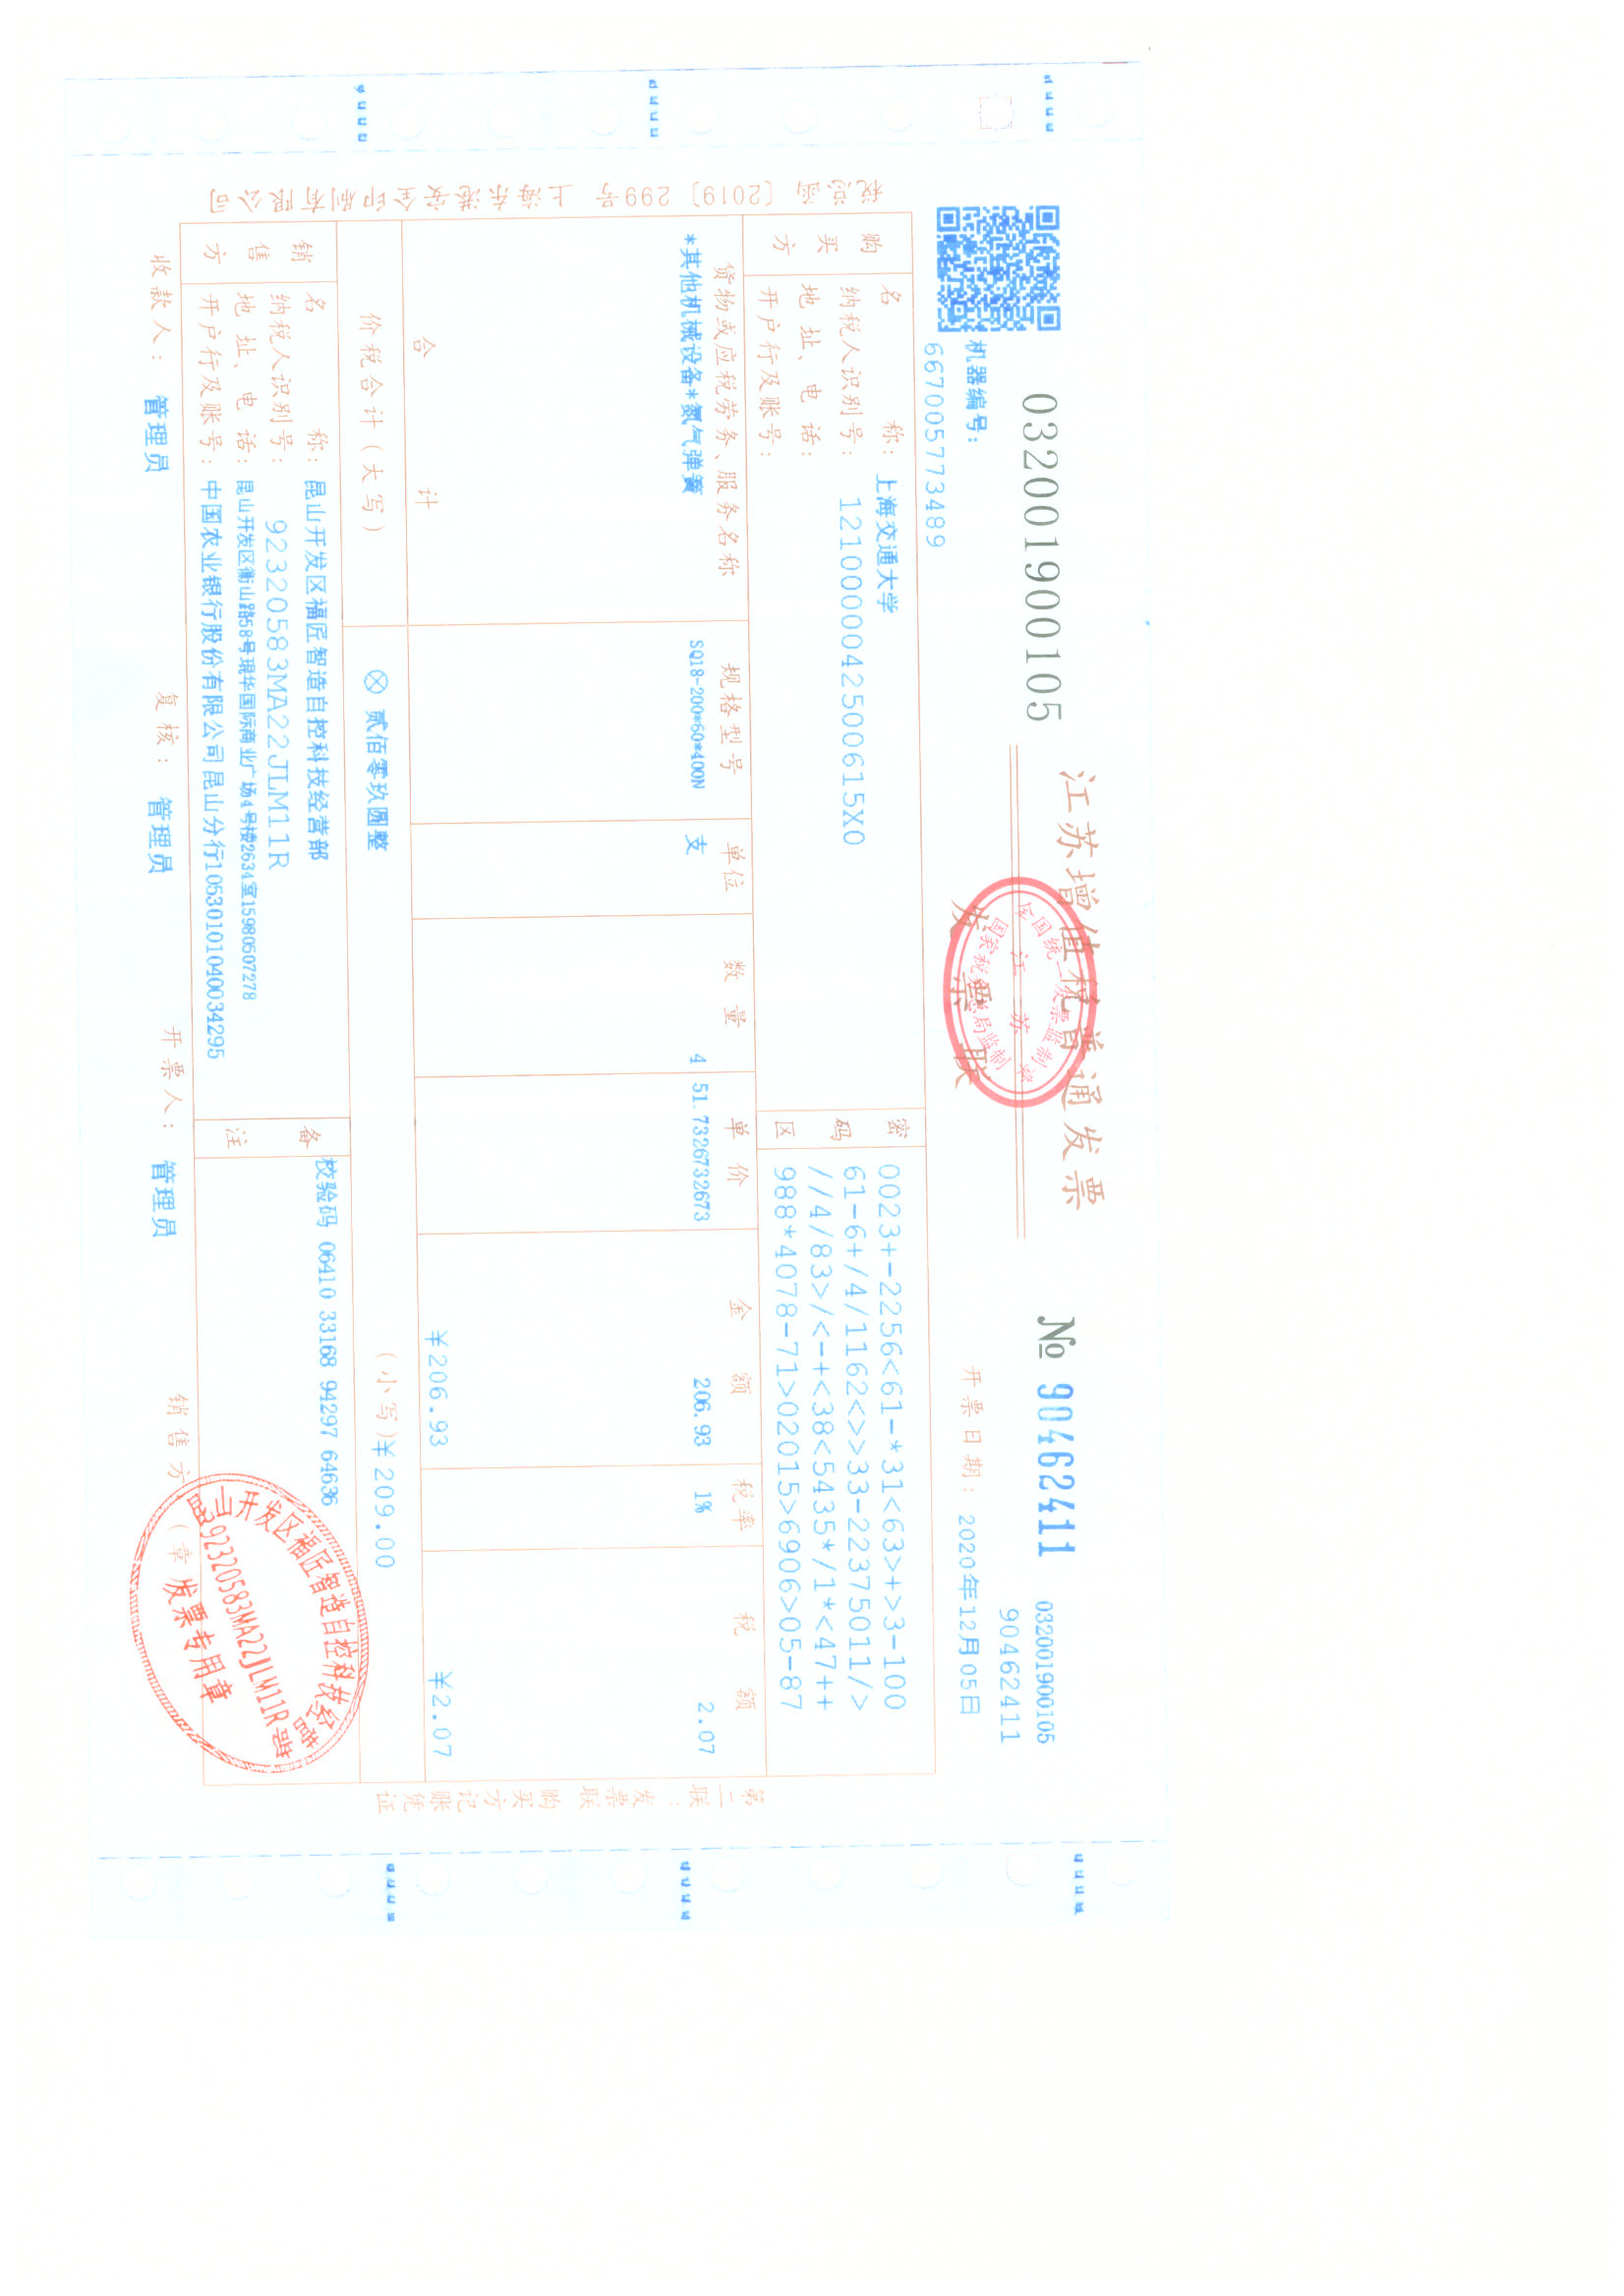 江苏增值税普通发票
032001900105
№ 90462411
032001900105
90462411
全国统一发票监制章
江 苏
国家税务总局监制
发票联
机器编号:
667005773489
开票日期: 2020年12月05日
税总函〔2019〕299号 上海东港安全印刷有限公司
购买方
名 称: 上海交通大学
纳税人识别号: 1210000042500615X0
地 址、电 话:
开户行及账号:
密码区
0023+-2256<61-*31<63>+>3-100
61-6+/4/1162<>>33-22375011/>
//4/83>/<-+<38<5435*/1*<47++
988*4078-71>02015>6906>05-87
货物或应税劳务、服务名称 规格型号 单位 数 量 单 价 金 额 税率 税 额
*其他机械设备*氮气弹簧 SQ18-200*60*400N 支 4 51.7326732673 206.93 1% 2.07
合 计 ¥206.93 ¥2.07
价税合计(大写) ⊗ 贰佰零玖圆整 (小写)¥209.00
销售方
名 称: 昆山开发区福匠智造自控科技经营部
纳税人识别号: 92320583MA22JLM11R
地 址、电 话: 昆山开发区衡山路58号琨华国际商业广场4号楼2634室15980507278
开户行及账号: 中国农业银行股份有限公司昆山分行10530101040034295
备注
校验码 06410 33168 94297 64636
收款人: 管理员 复核: 管理员 开票人: 管理员 销售方(章
昆山开发区福匠智造自控科技经营部
92320583MA22JLM11R
发票专用章
第二联:发票联 购买方记账凭证